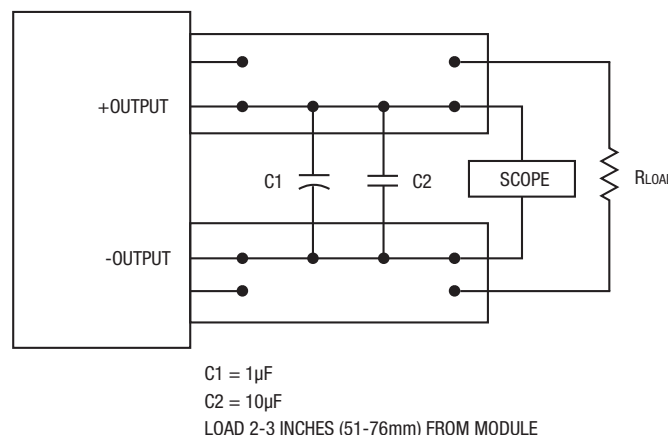 +OUTPUT
C1
C2
SCOPE
RLOAD
-OUTPUT
C1 = 1µF
C2 = 10µF
LOAD 2-3 INCHES (51-76mm) FROM MODULE